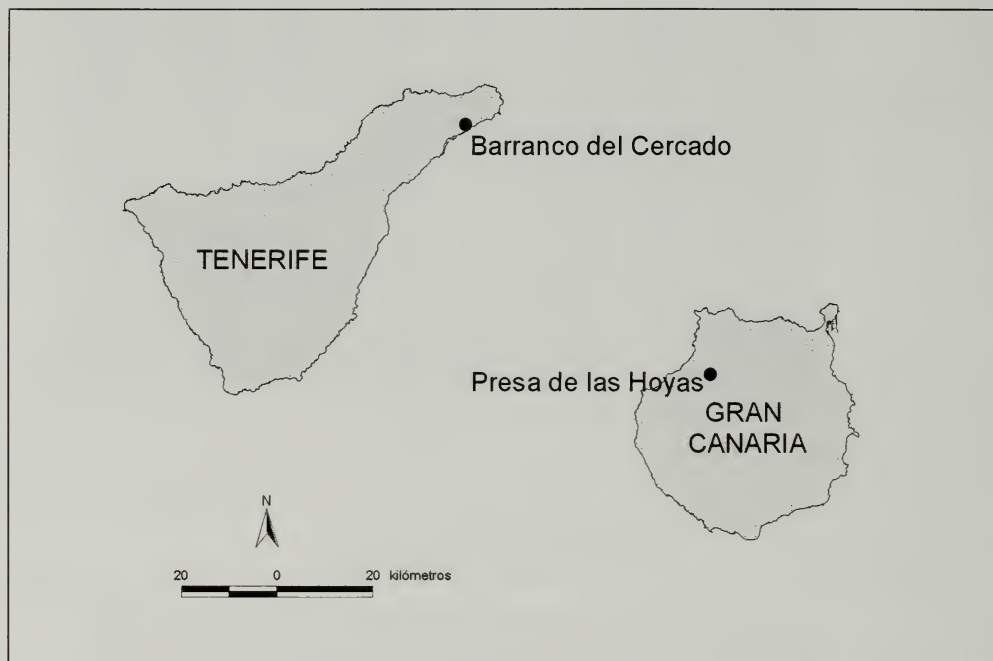 Barranco del Cercado
TENERIFE
Presa de las Hoyas
GRAN
CANARIA
N
20 0 20 kilómetros